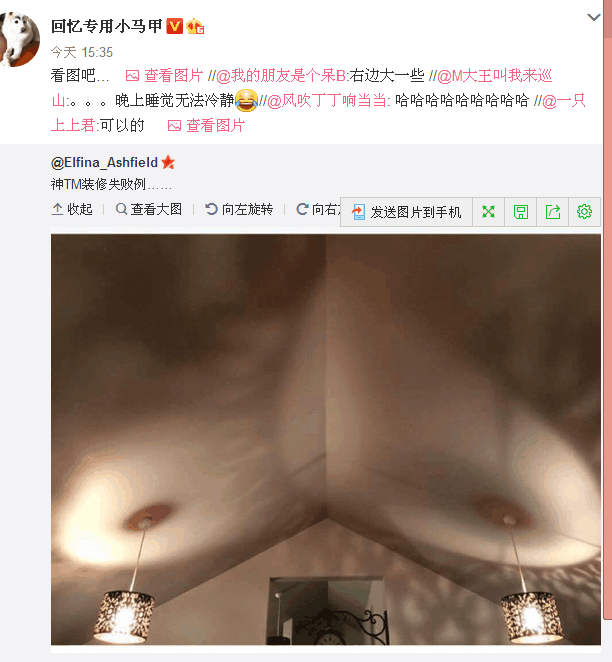 回忆专用小马甲
今天 15:35
看图吧... 查看图片 //@我的朋友是个呆B:右边大一些 //@M大王叫我来巡
山:。。。晚上睡觉无法冷静//@风吹丁丁响当当: 哈哈哈哈哈哈哈哈哈 //@一只
上上君:可以的 查看图片
@Elfina_Ashfield
神TM装修失败例……
收起 查看大图 向左旋转 向右 发送图片到手机